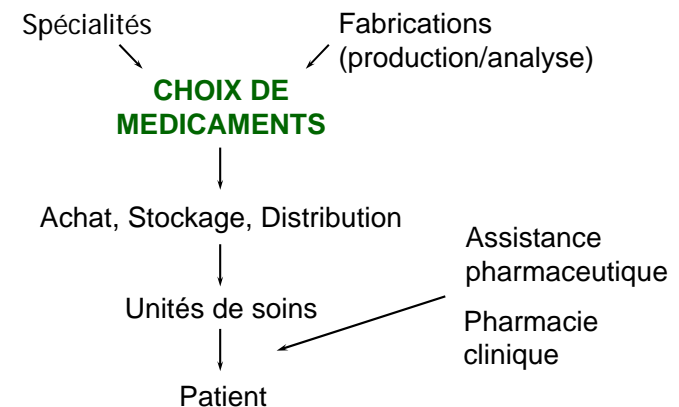 Spécialités
Fabrications
(production/analyse)
CHOIX DE
MEDICAMENTS
Achat, Stockage, Distribution
Assistance
pharmaceutique
Unités de soins
Pharmacie
clinique
Patient